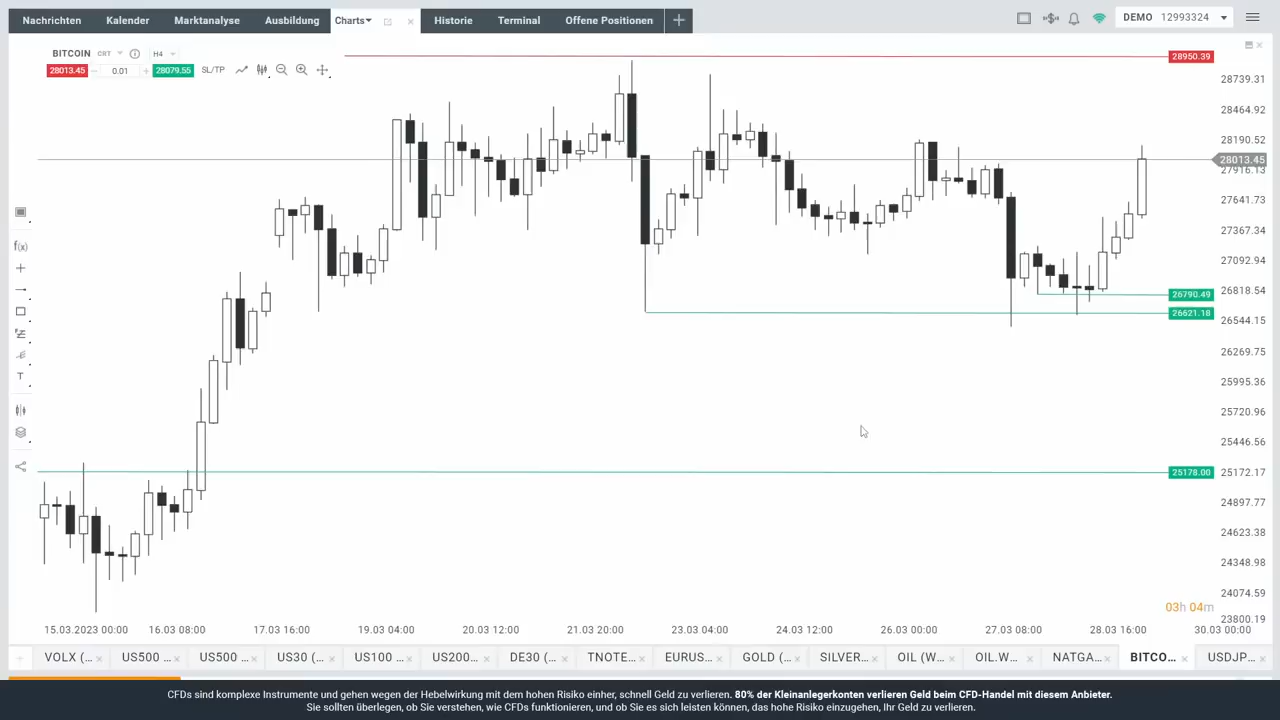 Nachrichten Kalender Marktanalyse Ausbildung Charts Historie Terminal Offene Positionen DEMO 12993324
BITCOIN CRT H4
28013.45 0.01 28079.55 SL/TP
28950.39
28739.31
28464.92
28190.52
28013.45
27916.13
27641.73
f(x)
27367.34
27092.94
26818.54
26790.49
26621.18
26544.15
26269.75
T
25995.36
25720.96
25446.56
25178.00
25172.17
24897.77
24623.38
24348.98
24074.59
03h 04m
23800.19
15.03.2023 00:00 16.03 08:00 17.03 16:00 19.03 04:00 20.03 12:00 21.03 20:00 23.03 04:00 24.03 12:00 26.03 00:00 27.03 08:00 28.03 16:00 30.03 00:00
VOLX (... US500 ... US500 ... US30 (... US100 ... US200... DE30 (... TNOTE... EURUS... GOLD (... SILVER... OIL (W... OIL.W... NATGA... BITCO... USDJP...
CFDs sind komplexe Instrumente und gehen wegen der Hebelwirkung mit dem hohen Risiko einher, schnell Geld zu verlieren. 80% der Kleinanlegerkonten verlieren Geld beim CFD-Handel mit diesem Anbieter.
Sie sollten überlegen, ob Sie verstehen, wie CFDs funktionieren, und ob Sie es sich leisten können, das hohe Risiko einzugehen, Ihr Geld zu verlieren.